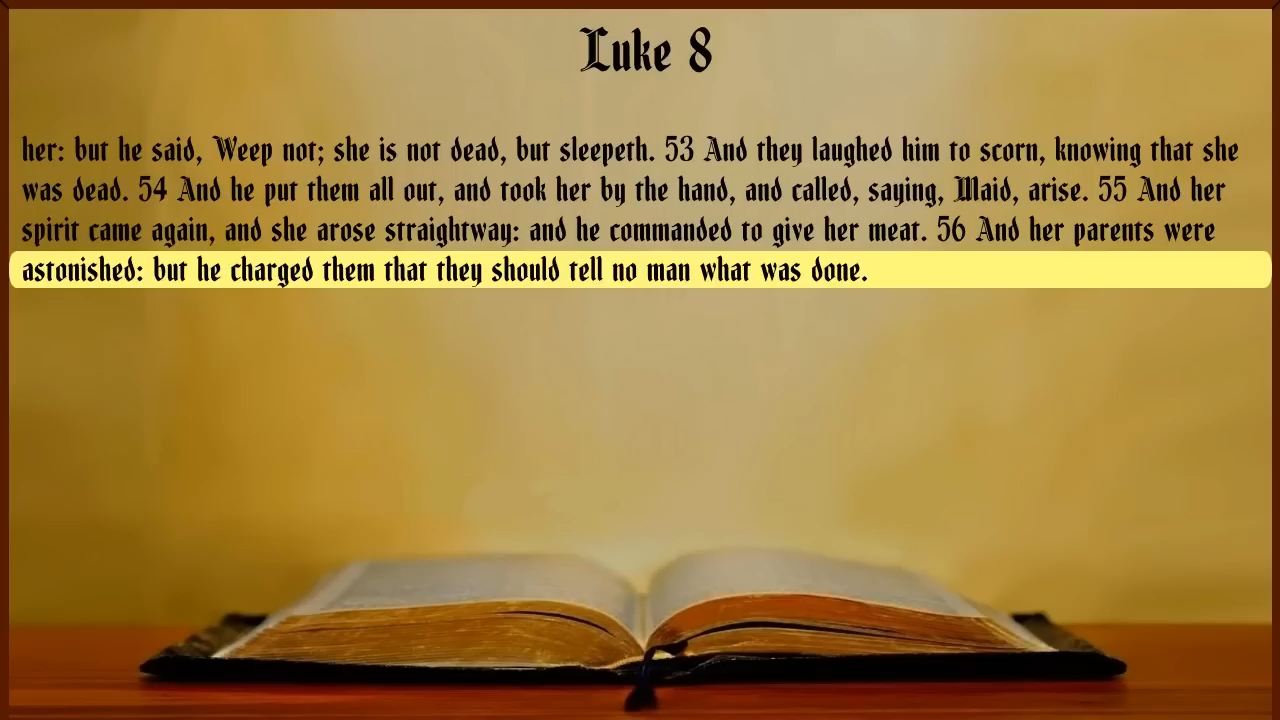 Luke 8
her: but he said, Weep not; she is not dead, but sleepeth. 53 And they laughed him to scorn, knowing that she
was dead. 54 And he put them all out, and took her by the hand, and called, saying, Maid, arise. 55 And her
spirit came again, and she arose straightway: and he commanded to give her meat. 56 And her parents were
astonished: but he charged them that they should tell no man what was done.